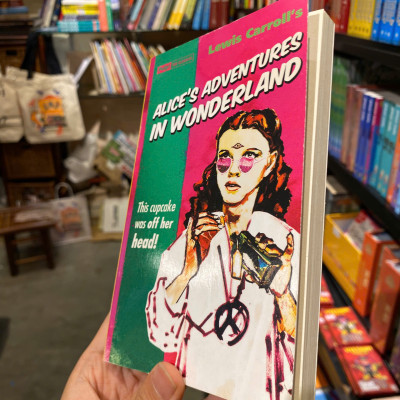 Lewis Carroll's
ALICE'S ADVENTURES
IN WONDERLAND
This cupcake
was off her
head!